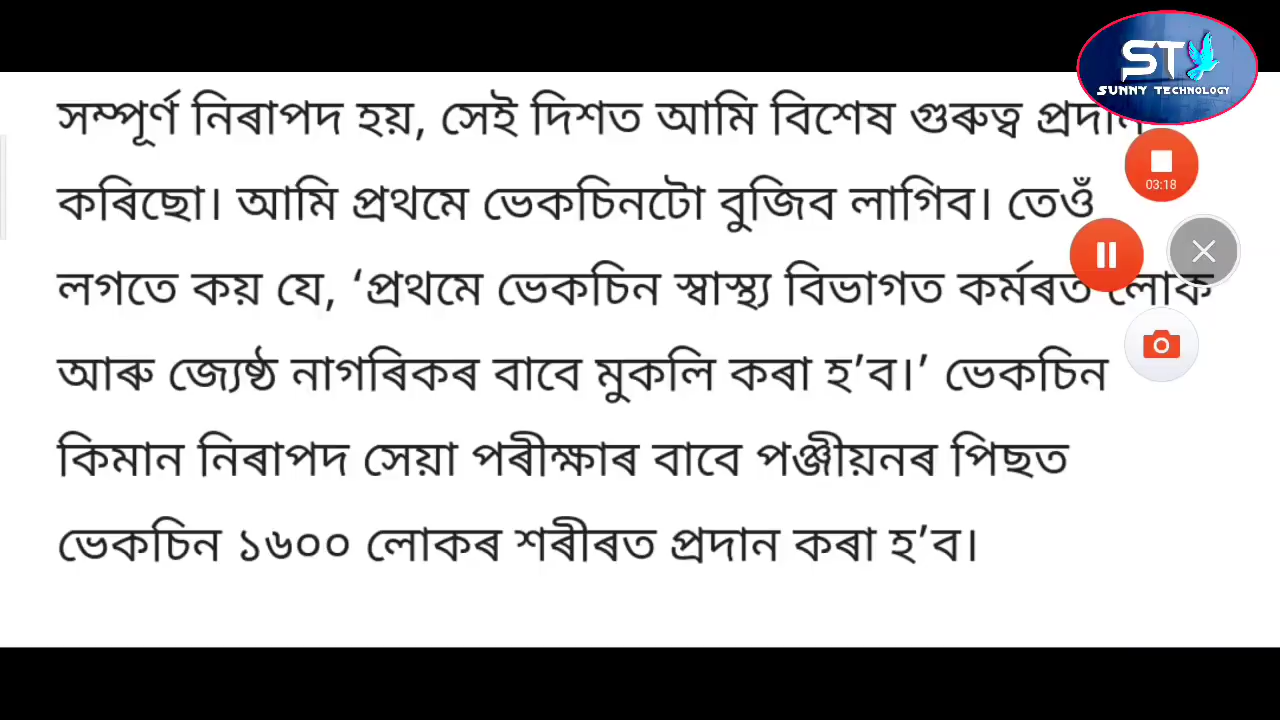 ST
SUNNY TECHNOLOGY
সম্পূৰ্ণ নিৰাপদ হয়, সেই দিশত আমি বিশেষ গুৰুত্ব প্ৰদান
কৰিছো। আমি প্ৰথমে ভেকচিনটো বুজিব লাগিব। তেওঁ
03:18
লগতে কয় যে, ‘প্ৰথমে ভেকচিন স্বাস্থ্য বিভাগত কৰ্মৰত লোক
আৰু জ্যেষ্ঠ নাগৰিকৰ বাবে মুকলি কৰা হ’ব।’ ভেকচিন
কিমান নিৰাপদ সেয়া পৰীক্ষাৰ বাবে পঞ্জীয়নৰ পিছত
ভেকচিন ১৬০০ লোকৰ শৰীৰত প্ৰদান কৰা হ’ব।